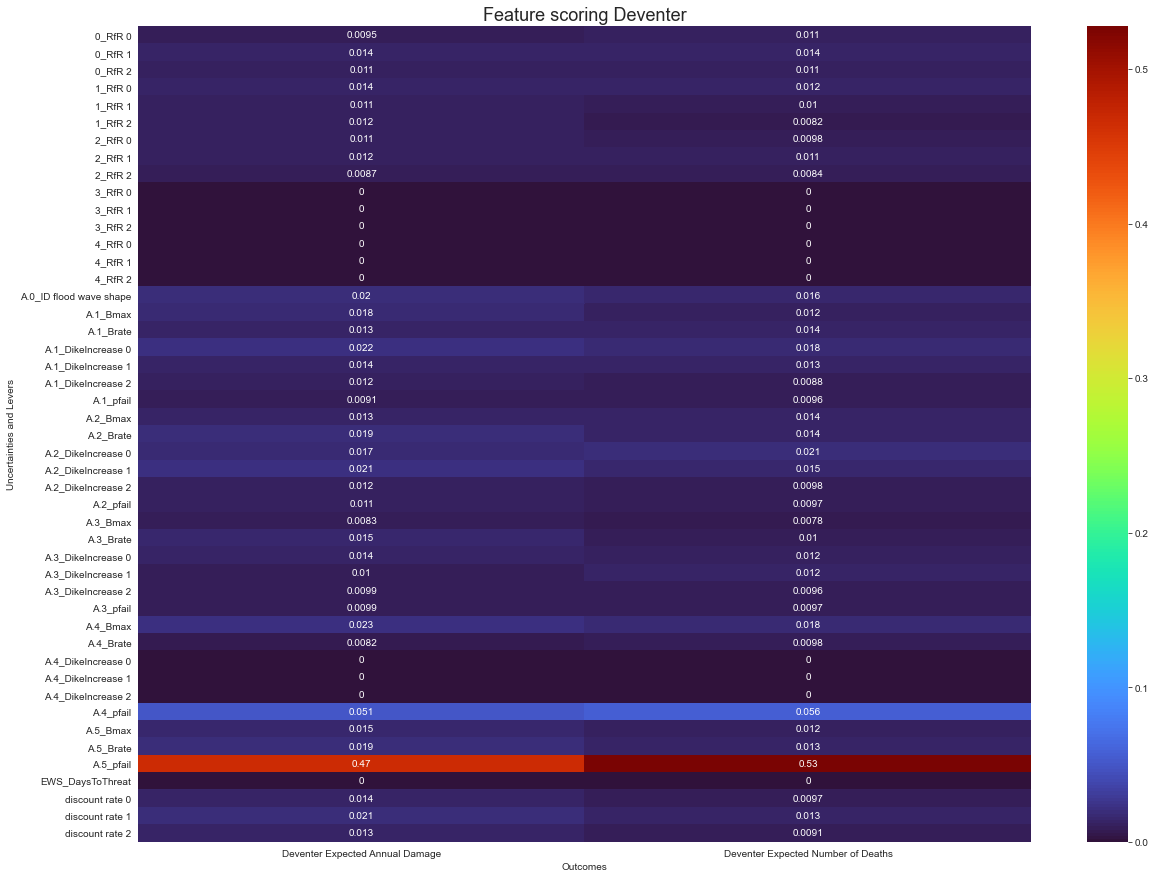 Feature scoring Deventer
Uncertainties and Levers
0_RfR 0 0.0095 0.011
0_RfR 1 0.014 0.014
0_RfR 2 0.011 0.011
1_RfR 0 0.014 0.012
1_RfR 1 0.011 0.01
1_RfR 2 0.012 0.0082
2_RfR 0 0.011 0.0098
2_RfR 1 0.012 0.011
2_RfR 2 0.0087 0.0084
3_RfR 0 0 0
3_RfR 1 0 0
3_RfR 2 0 0
4_RfR 0 0 0
4_RfR 1 0 0
4_RfR 2 0 0
A.0_ID flood wave shape 0.02 0.016
A.1_Bmax 0.018 0.012
A.1_Brate 0.013 0.014
A.1_DikeIncrease 0 0.022 0.018
A.1_DikeIncrease 1 0.014 0.013
A.1_DikeIncrease 2 0.012 0.0088
A.1_pfail 0.0091 0.0096
A.2_Bmax 0.013 0.014
A.2_Brate 0.019 0.014
A.2_DikeIncrease 0 0.017 0.021
A.2_DikeIncrease 1 0.021 0.015
A.2_DikeIncrease 2 0.012 0.0098
A.2_pfail 0.011 0.0097
A.3_Bmax 0.0083 0.0078
A.3_Brate 0.015 0.01
A.3_DikeIncrease 0 0.014 0.012
A.3_DikeIncrease 1 0.01 0.012
A.3_DikeIncrease 2 0.0099 0.0096
A.3_pfail 0.0099 0.0097
A.4_Bmax 0.023 0.018
A.4_Brate 0.0082 0.0098
A.4_DikeIncrease 0 0 0
A.4_DikeIncrease 1 0 0
A.4_DikeIncrease 2 0 0
A.4_pfail 0.051 0.056
A.5_Bmax 0.015 0.012
A.5_Brate 0.019 0.013
A.5_pfail 0.47 0.53
EWS_DaysToThreat 0 0
discount rate 0 0.014 0.0097
discount rate 1 0.021 0.013
discount rate 2 0.013 0.0091
Deventer Expected Annual Damage Deventer Expected Number of Deaths
Outcomes
0.5
0.4
0.3
0.2
0.1
0.0